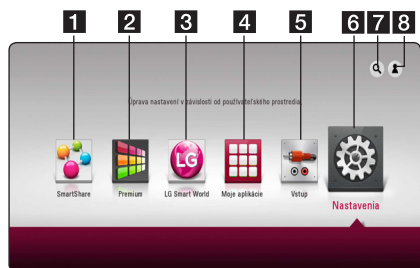 1 2 3 4 5 6 7 8
Úprava nastavení v závislosti od používateľského prostredia.
LG
SmartShare Premium LG Smart World Moje aplikácie Vstup
Nastavenia